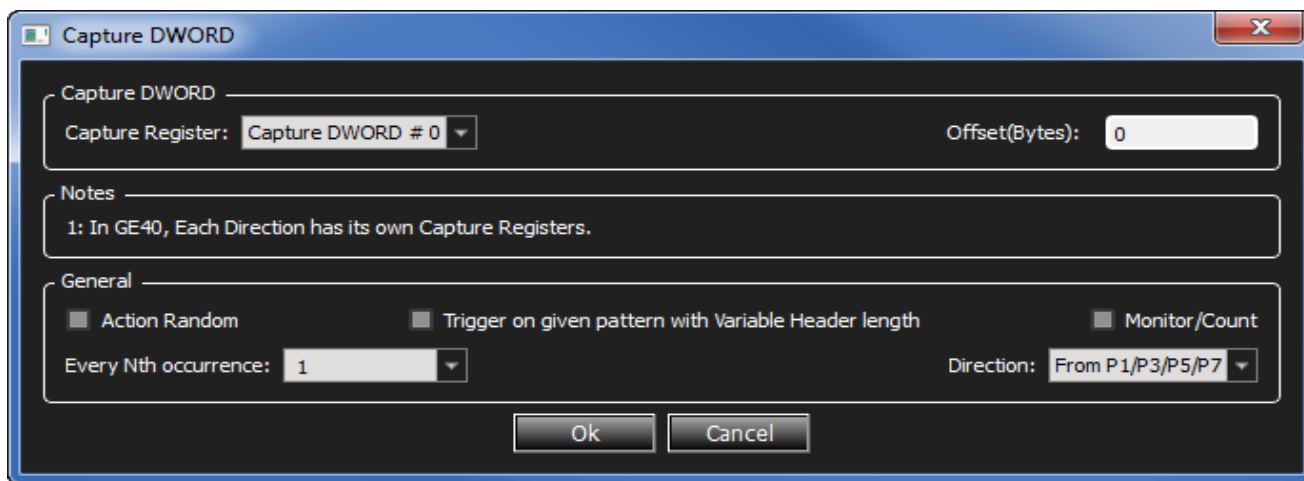 Capture DWORD
Capture DWORD
Capture Register: Capture DWORD # 0 Offset(Bytes): 0
Notes
1: In GE40, Each Direction has its own Capture Registers.
General
Action Random Trigger on given pattern with Variable Header length Monitor/Count
Every Nth occurrence: 1 Direction: From P1/P3/P5/P7
Ok Cancel